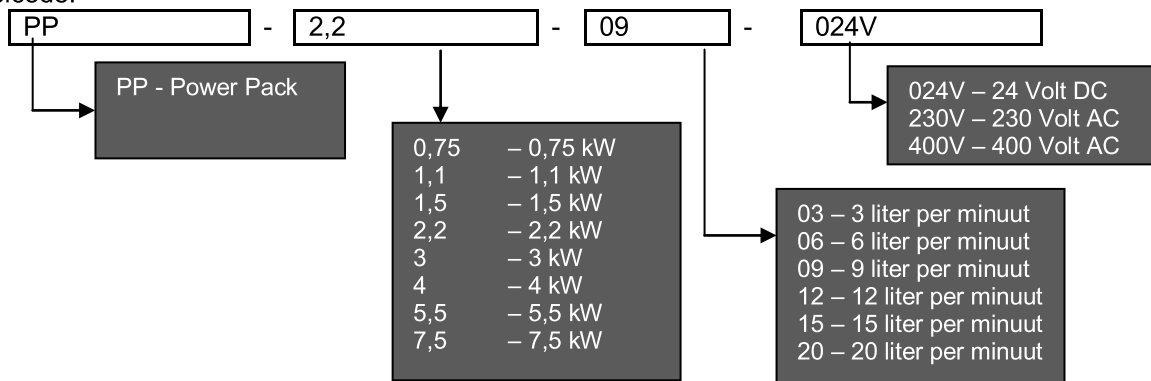 PP - 2,2 - 09 - 024V
PP - Power Pack
0,75 – 0,75 kW
1,1 – 1,1 kW
1,5 – 1,5 kW
2,2 – 2,2 kW
3 – 3 kW
4 – 4 kW
5,5 – 5,5 kW
7,5 – 7,5 kW
03 – 3 liter per minuut
06 – 6 liter per minuut
09 – 9 liter per minuut
12 – 12 liter per minuut
15 – 15 liter per minuut
20 – 20 liter per minuut
024V – 24 Volt DC
230V – 230 Volt AC
400V – 400 Volt AC